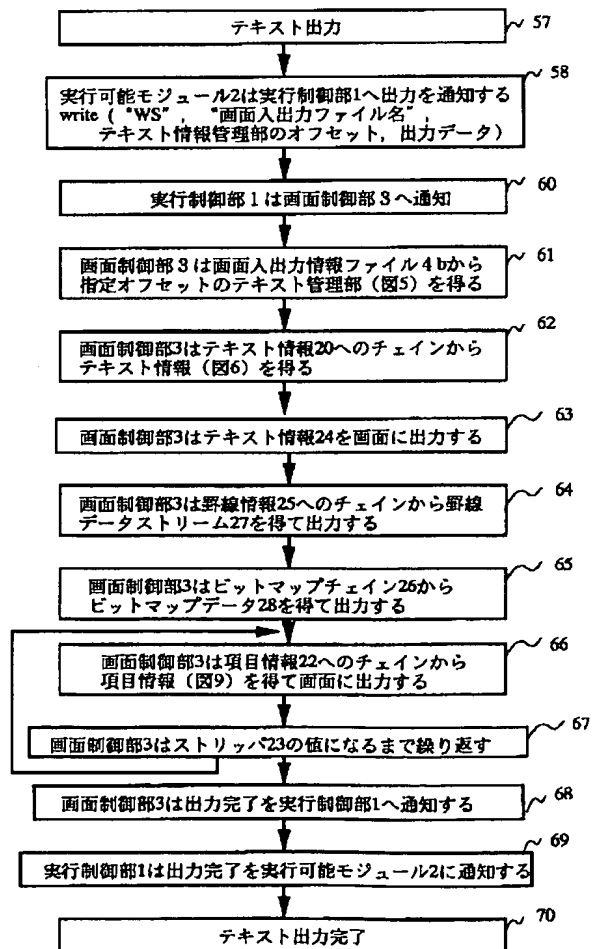 テキスト出力
57
58
実行可能モジュール2は実行制御部1へ出力を通知する
write ( "WS" , "画面入出力ファイル名" ,
テキスト情報管理部のオフセット, 出力データ)
60
実行制御部1は画面制御部3へ通知
61
画面制御部3は画面入出力情報ファイル4bから
指定オフセットのテキスト管理部(図5)を得る
62
画面制御部3はテキスト情報20へのチェインから
テキスト情報(図6)を得る
63
画面制御部3はテキスト情報24を画面に出力する
64
画面制御部3は罫線情報25へのチェインから罫線
データストリーム27を得て出力する
65
画面制御部3はビットマップチェイン26から
ビットマップデータ28を得て出力する
66
画面制御部3は項目情報22へのチェインから
項目情報(図9)を得て画面に出力する
67
画面制御部3はストリッパ23の値になるまで繰り返す
68
画面制御部3は出力完了を実行制御部1へ通知する
69
実行制御部1は出力完了を実行可能モジュール2に通知する
70
テキスト出力完了